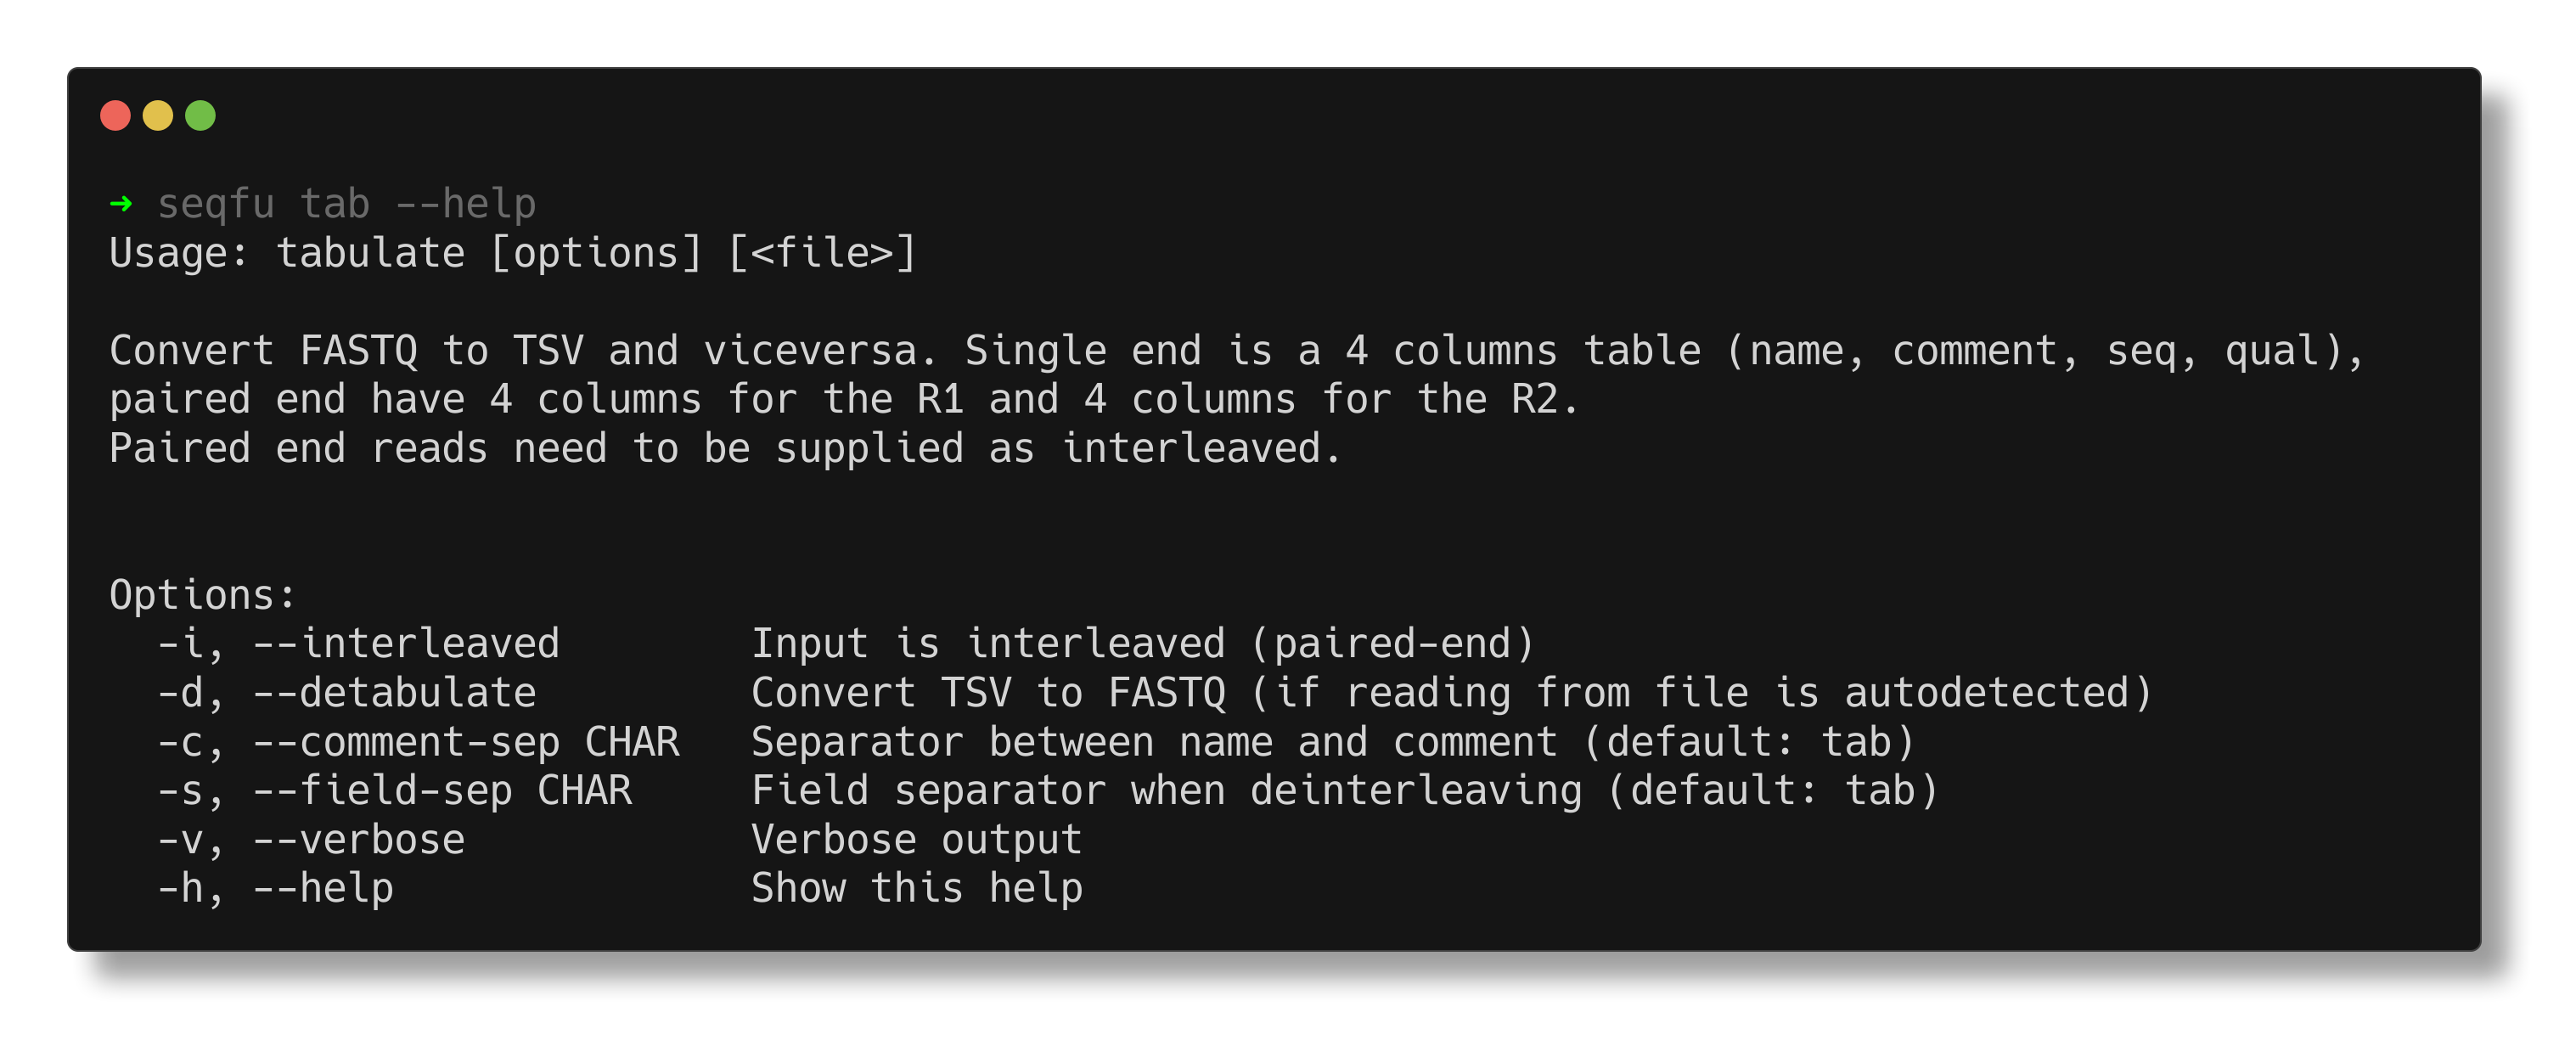 ➜ seqfu tab --help
Usage: tabulate [options] [<file>]
Convert FASTQ to TSV and viceversa. Single end is a 4 columns table (name, comment, seq, qual),
paired end have 4 columns for the R1 and 4 columns for the R2.
Paired end reads need to be supplied as interleaved.
Options:
-i, --interleaved Input is interleaved (paired-end)
-d, --detabulate Convert TSV to FASTQ (if reading from file is autodetected)
-c, --comment-sep CHAR Separator between name and comment (default: tab)
-s, --field-sep CHAR Field separator when deinterleaving (default: tab)
-v, --verbose Verbose output
-h, --help Show this help